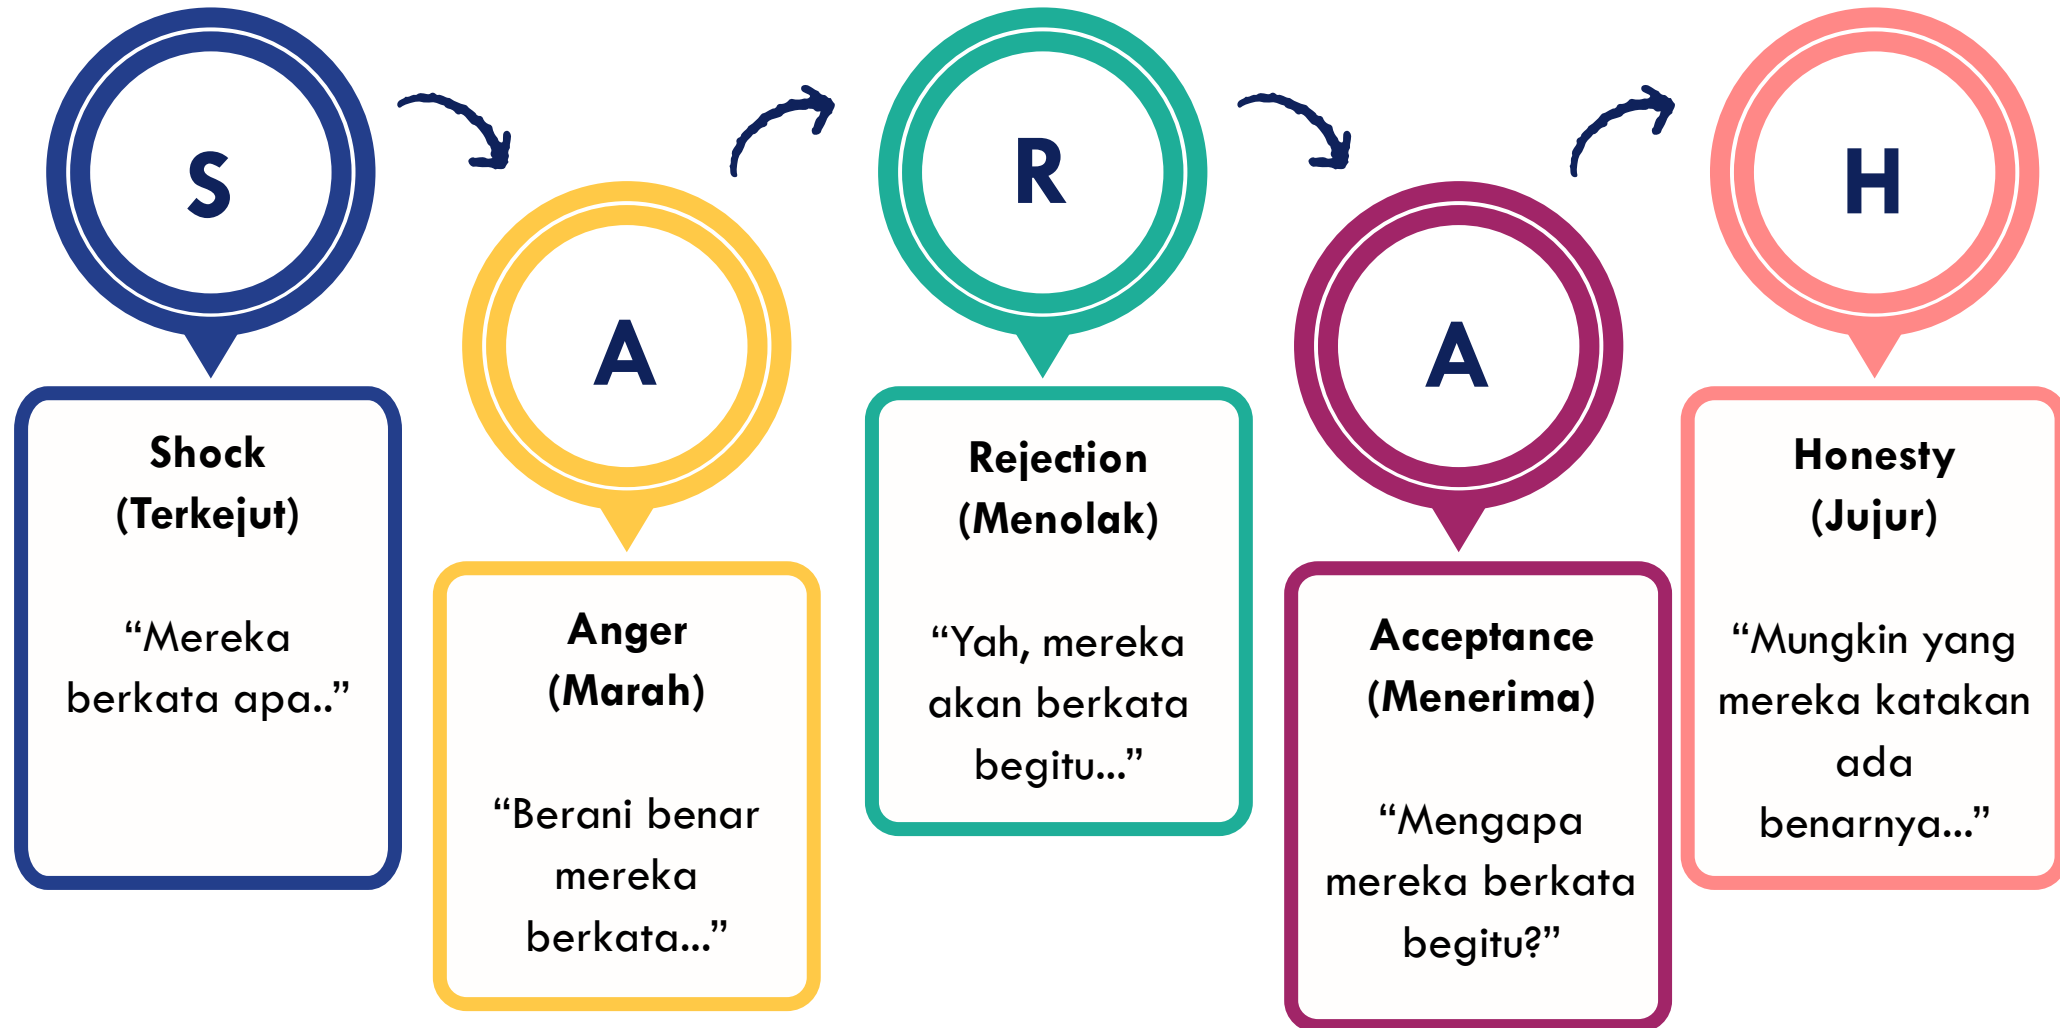 S
Shock
(Terkejut)
“Mereka
berkata apa..”
A
Anger
(Marah)
“Berani benar
mereka
berkata...”
R
Rejection
(Menolak)
“Yah, mereka
akan berkata
begitu...”
A
Acceptance
(Menerima)
“Mengapa
mereka berkata
begitu?”
H
Honesty
(Jujur)
“Mungkin yang
mereka katakan
ada
benarnya...”